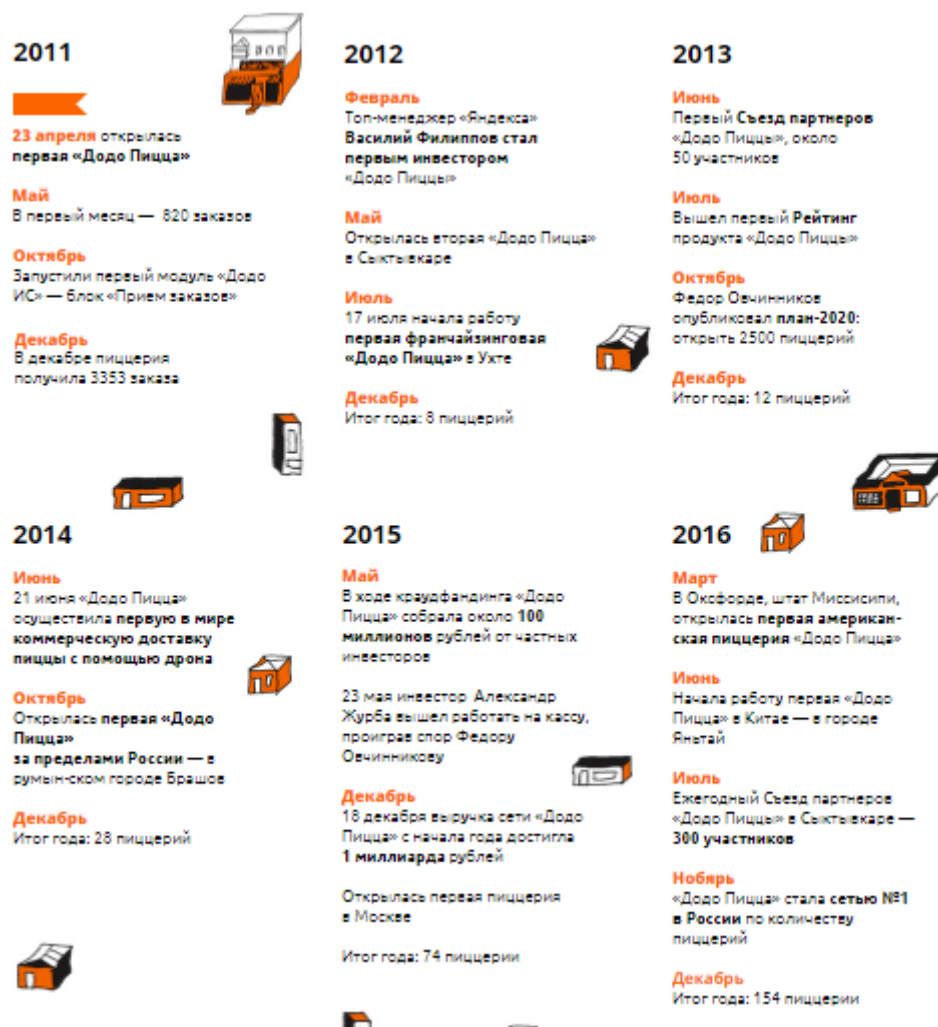 2011
23 апреля открылась
первая «Додо Пицца»
Май
В первый месяц — 820 заказов
Октябрь
Запустили первый модуль «Додо
ИС» — блок «Прием заказов»
Декабрь
В декабре пиццерия
получила 3353 заказа
2012
Февраль
Топ-менеджер «Яндекса»
Василий Филиппов стал
первым инвестором
«Додо Пиццы»
Май
Открылась вторая «Додо Пицца»
в Сыктывкаре
Июль
17 июля начала работу
первая франчайзинговая
«Додо Пицца» в Ухте
Декабрь
Итог года: 8 пиццерий
2013
Июнь
Первый Съезд партнеров
«Додо Пиццы», около
50 участников
Июль
Вышел первый Рейтинг
продукта «Додо Пиццы»
Октябрь
Федор Овчинников
опубликовал план-2020:
открыть 2500 пиццерий
Декабрь
Итог года: 12 пиццерий
2014
Июнь
21 июня «Додо Пицца»
осуществила первую в мире
коммерческую доставку
пиццы с помощью дрона
Октябрь
Открылась первая «Додо
Пицца»
за пределами России — в
румын-ском городе Брашов
Декабрь
Итог года: 28 пиццерий
2015
Май
В ходе краудфандинга «Додо
Пицца» собрала около 100
миллионов рублей от частных
инвесторов
23 мая инвестор Александр
Журба вышел работать на кассу,
проиграв спор Федору
Овчинникову
Декабрь
18 декабря выручка сети «Додо
Пицца» с начала года достигла
1 миллиарда рублей
Открылась первая пиццерия
в Москве
Итог года: 74 пиццерии
2016
Март
В Оксфорде, штат Миссисипи,
открылась первая американ-
ская пиццерия «Додо Пицца»
Июнь
Начала работу первая «Додо
Пицца» в Китае — в городе
Яньтай
Июль
Ежегодный Съезд партнеров
«Додо Пиццы» в Сыктывкаре —
300 участников
Нобярь
«Додо Пицца» стала сетью №1
в России по количеству
пиццерий
Декабрь
Итог года: 154 пиццерии